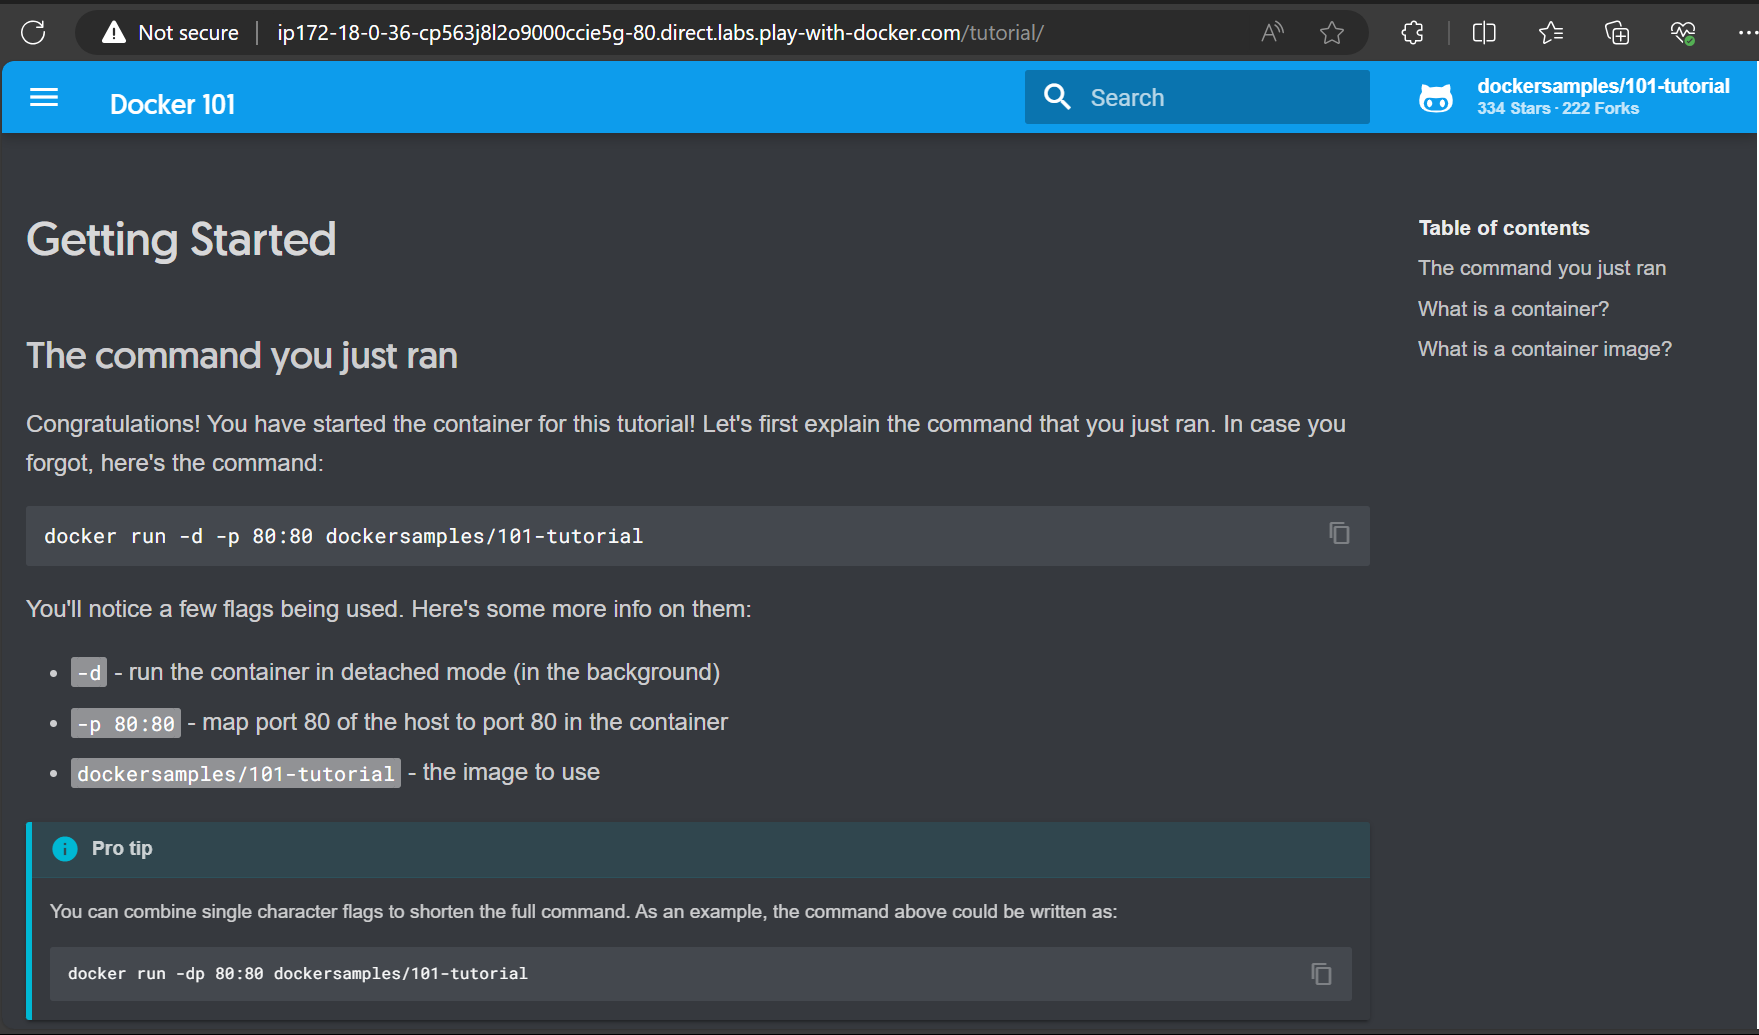 Not secure | ip172-18-0-36-cp563j8l2o9000ccie5g-80.direct.labs.play-with-docker.com/tutorial/
Docker 101
Search
dockersamples/101-tutorial
334 Stars · 222 Forks
Getting Started
The command you just ran
Congratulations! You have started the container for this tutorial! Let's first explain the command that you just ran. In case you
forgot, here's the command:
docker run -d -p 80:80 dockersamples/101-tutorial
You'll notice a few flags being used. Here's some more info on them:
• -d - run the container in detached mode (in the background)
• -p 80:80 - map port 80 of the host to port 80 in the container
• dockersamples/101-tutorial - the image to use
Pro tip
You can combine single character flags to shorten the full command. As an example, the command above could be written as:
docker run -dp 80:80 dockersamples/101-tutorial
Table of contents
The command you just ran
What is a container?
What is a container image?